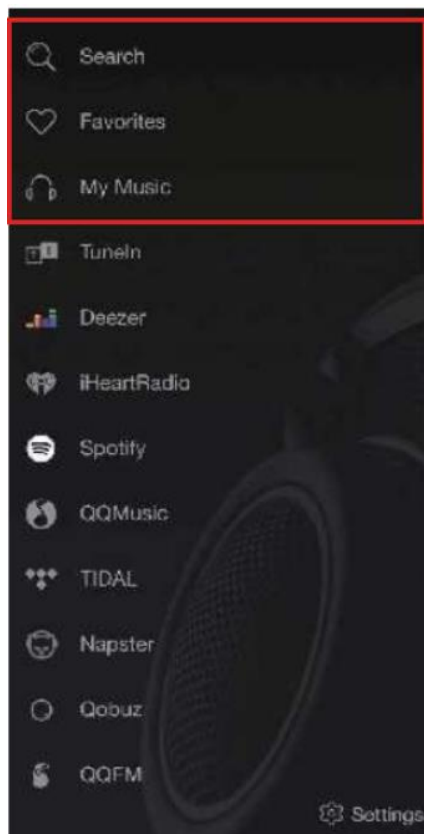 Search
Favorites
My Music
TuneIn
Deezer
iHeartRadio
Spotify
QQMusic
TIDAL
Napster
Qobuz
QQFM
Settings